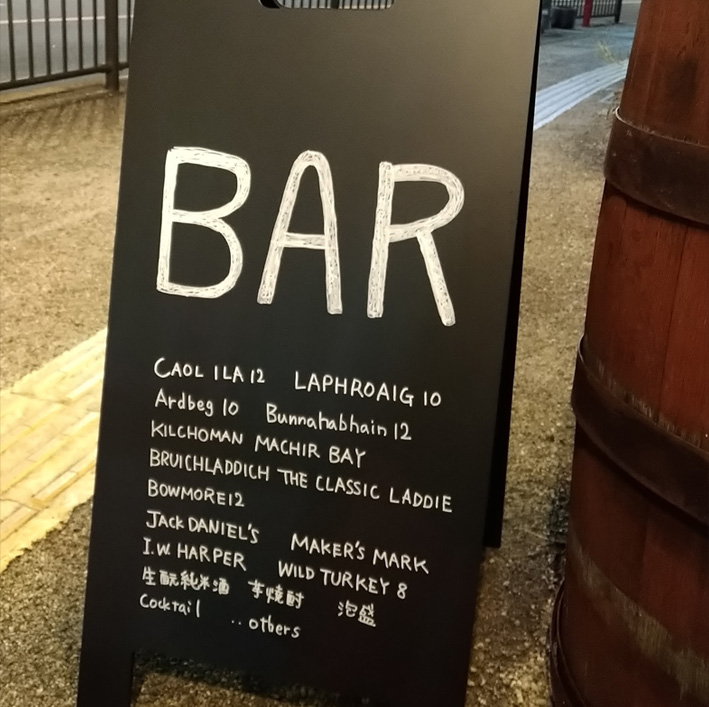 BAR
CAOL ILA 12 LAPHROAIG 10
Ardbeg 10 Bunnahabhain 12
KILCHOMAN MACHIR BAY
BRUICHLADDICH THE CLASSIC LADDIE
BOWMORE12
JACK DANIEL'S MAKER'S MARK
I.W HARPER WILD TURKEY 8
生酛純米酒 芋焼酎 泡盛
Cocktail ..others